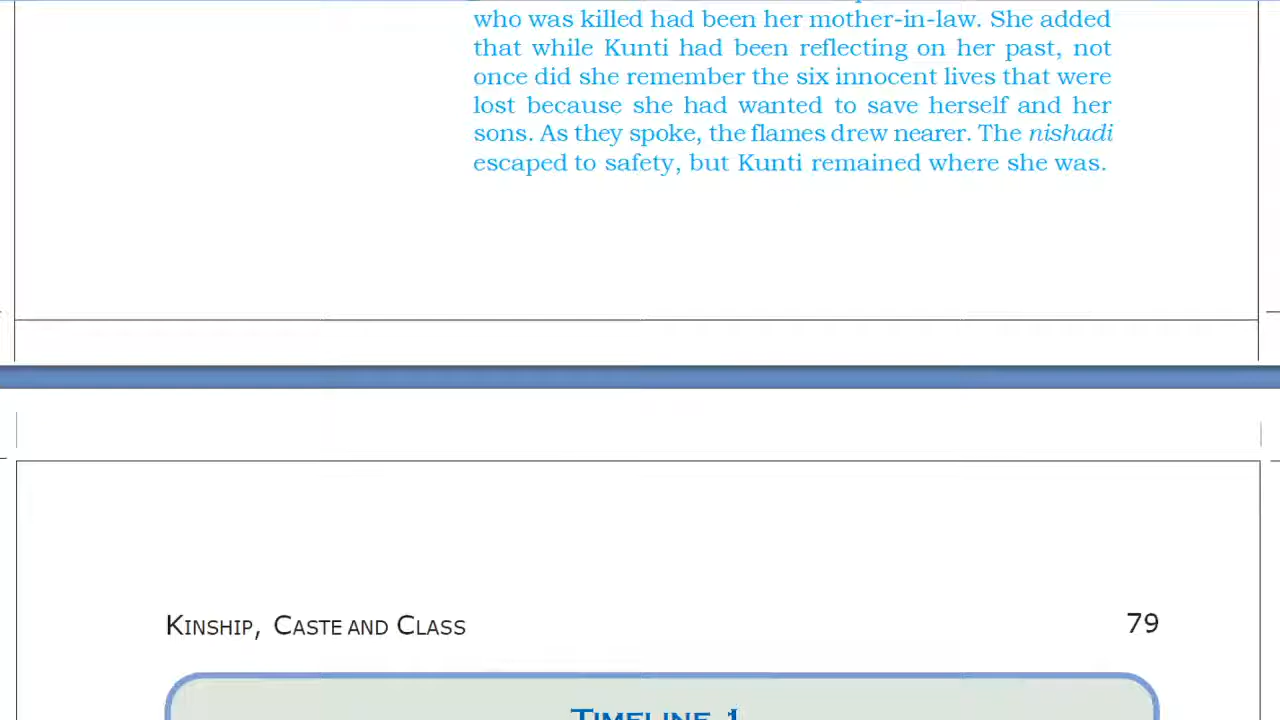 who was killed had been her mother-in-law. She added
that while Kunti had been reflecting on her past, not
once did she remember the six innocent lives that were
lost because she had wanted to save herself and her
sons. As they spoke, the flames drew nearer. The nishadi
escaped to safety, but Kunti remained where she was.
KINSHIP, CASTE AND CLASS
79
TIMELINE 1